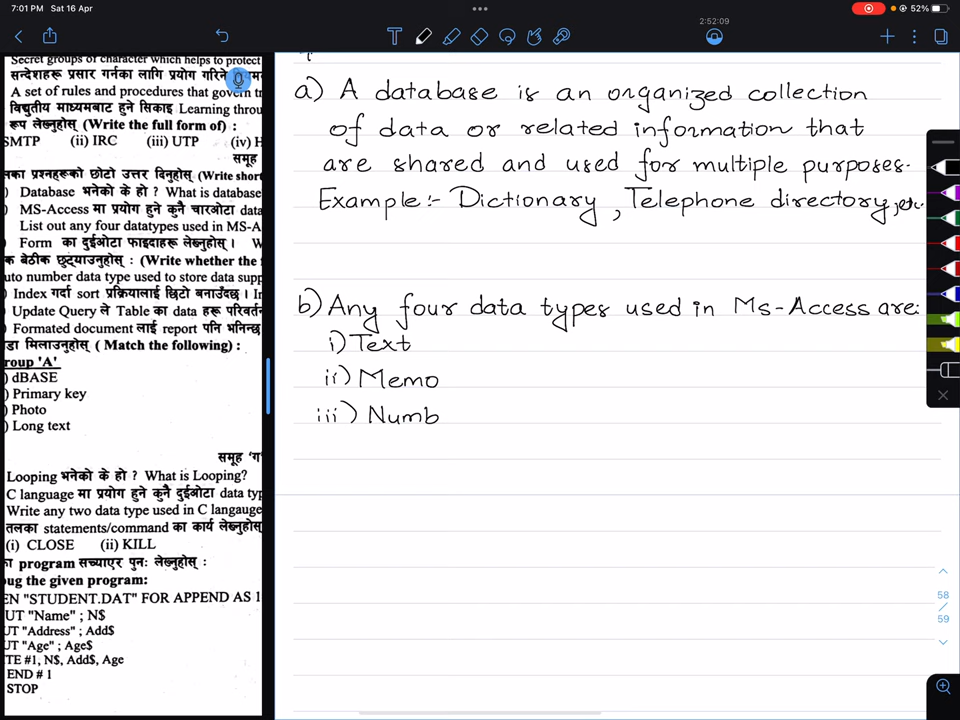 7:01 PM Sat 16 Apr
52%
2:52:09
Secret groups of character which helps to protect
सन्देशहरू प्रसार गर्नका लागि प्रयोग गरिने
A set of rules and procedures that govern
विद्युतीय माध्यमबाट हुने सिकाइ Learning throu
रूप लेख्नुहोस् (Write the full form of) :
SMTP (ii) IRC (iii) UTP (iv) H
समूह
लका प्रश्नहरूको छोटो उत्तर दिनुहोस् (Write short
) Database भनेको के हो ? What is database
) MS-Access मा प्रयोग हुने कुनै चारओटा data
List out any four datatypes used in MS-A
) Form का दुईओटा फाइदाहरू लेख्नुहोस् । W
क बेठीक छुट्याउनुहोस् : (Write whether the
uto number data type used to store data supp
) Index गर्दा sort प्रक्रियालाई छिटो बनाउँदछ । I
) Update Query ले Table का data हरू परिवर्त
) Formated document लाई report पनि भनिन्छ
डा मिलाउनुहोस् ( Match the following) :
roup 'A'
) dBASE
) Primary key
) Photo
) Long text
समूह 'ग
Looping भनेको के हो ? What is Looping?
C language मा प्रयोग हुने कुनै दुईओटा data typ
Write any two data type used in C langauge
तलका statements/command का कार्य लेख्नुहोस्
(i) CLOSE (ii) KILL
का program सच्याएर पुनः लेख्नुहोस् :
ug the given program:
EN "STUDENT.DAT" FOR APPEND AS 1
UT "Name" ; N$
UT "Address" ; Add$
UT "Age" ; Age$
TE #1, N$, Add$, Age
END # 1
STOP
a) A database is an organized collection
of data or related information that
are shared and used for multiple purposes.
Example :- Dictionary , Telephone directory, etc.
b) Any four data types used in Ms-Access are:
i) Text
ii) Memo
iii) Numb
58
/
59